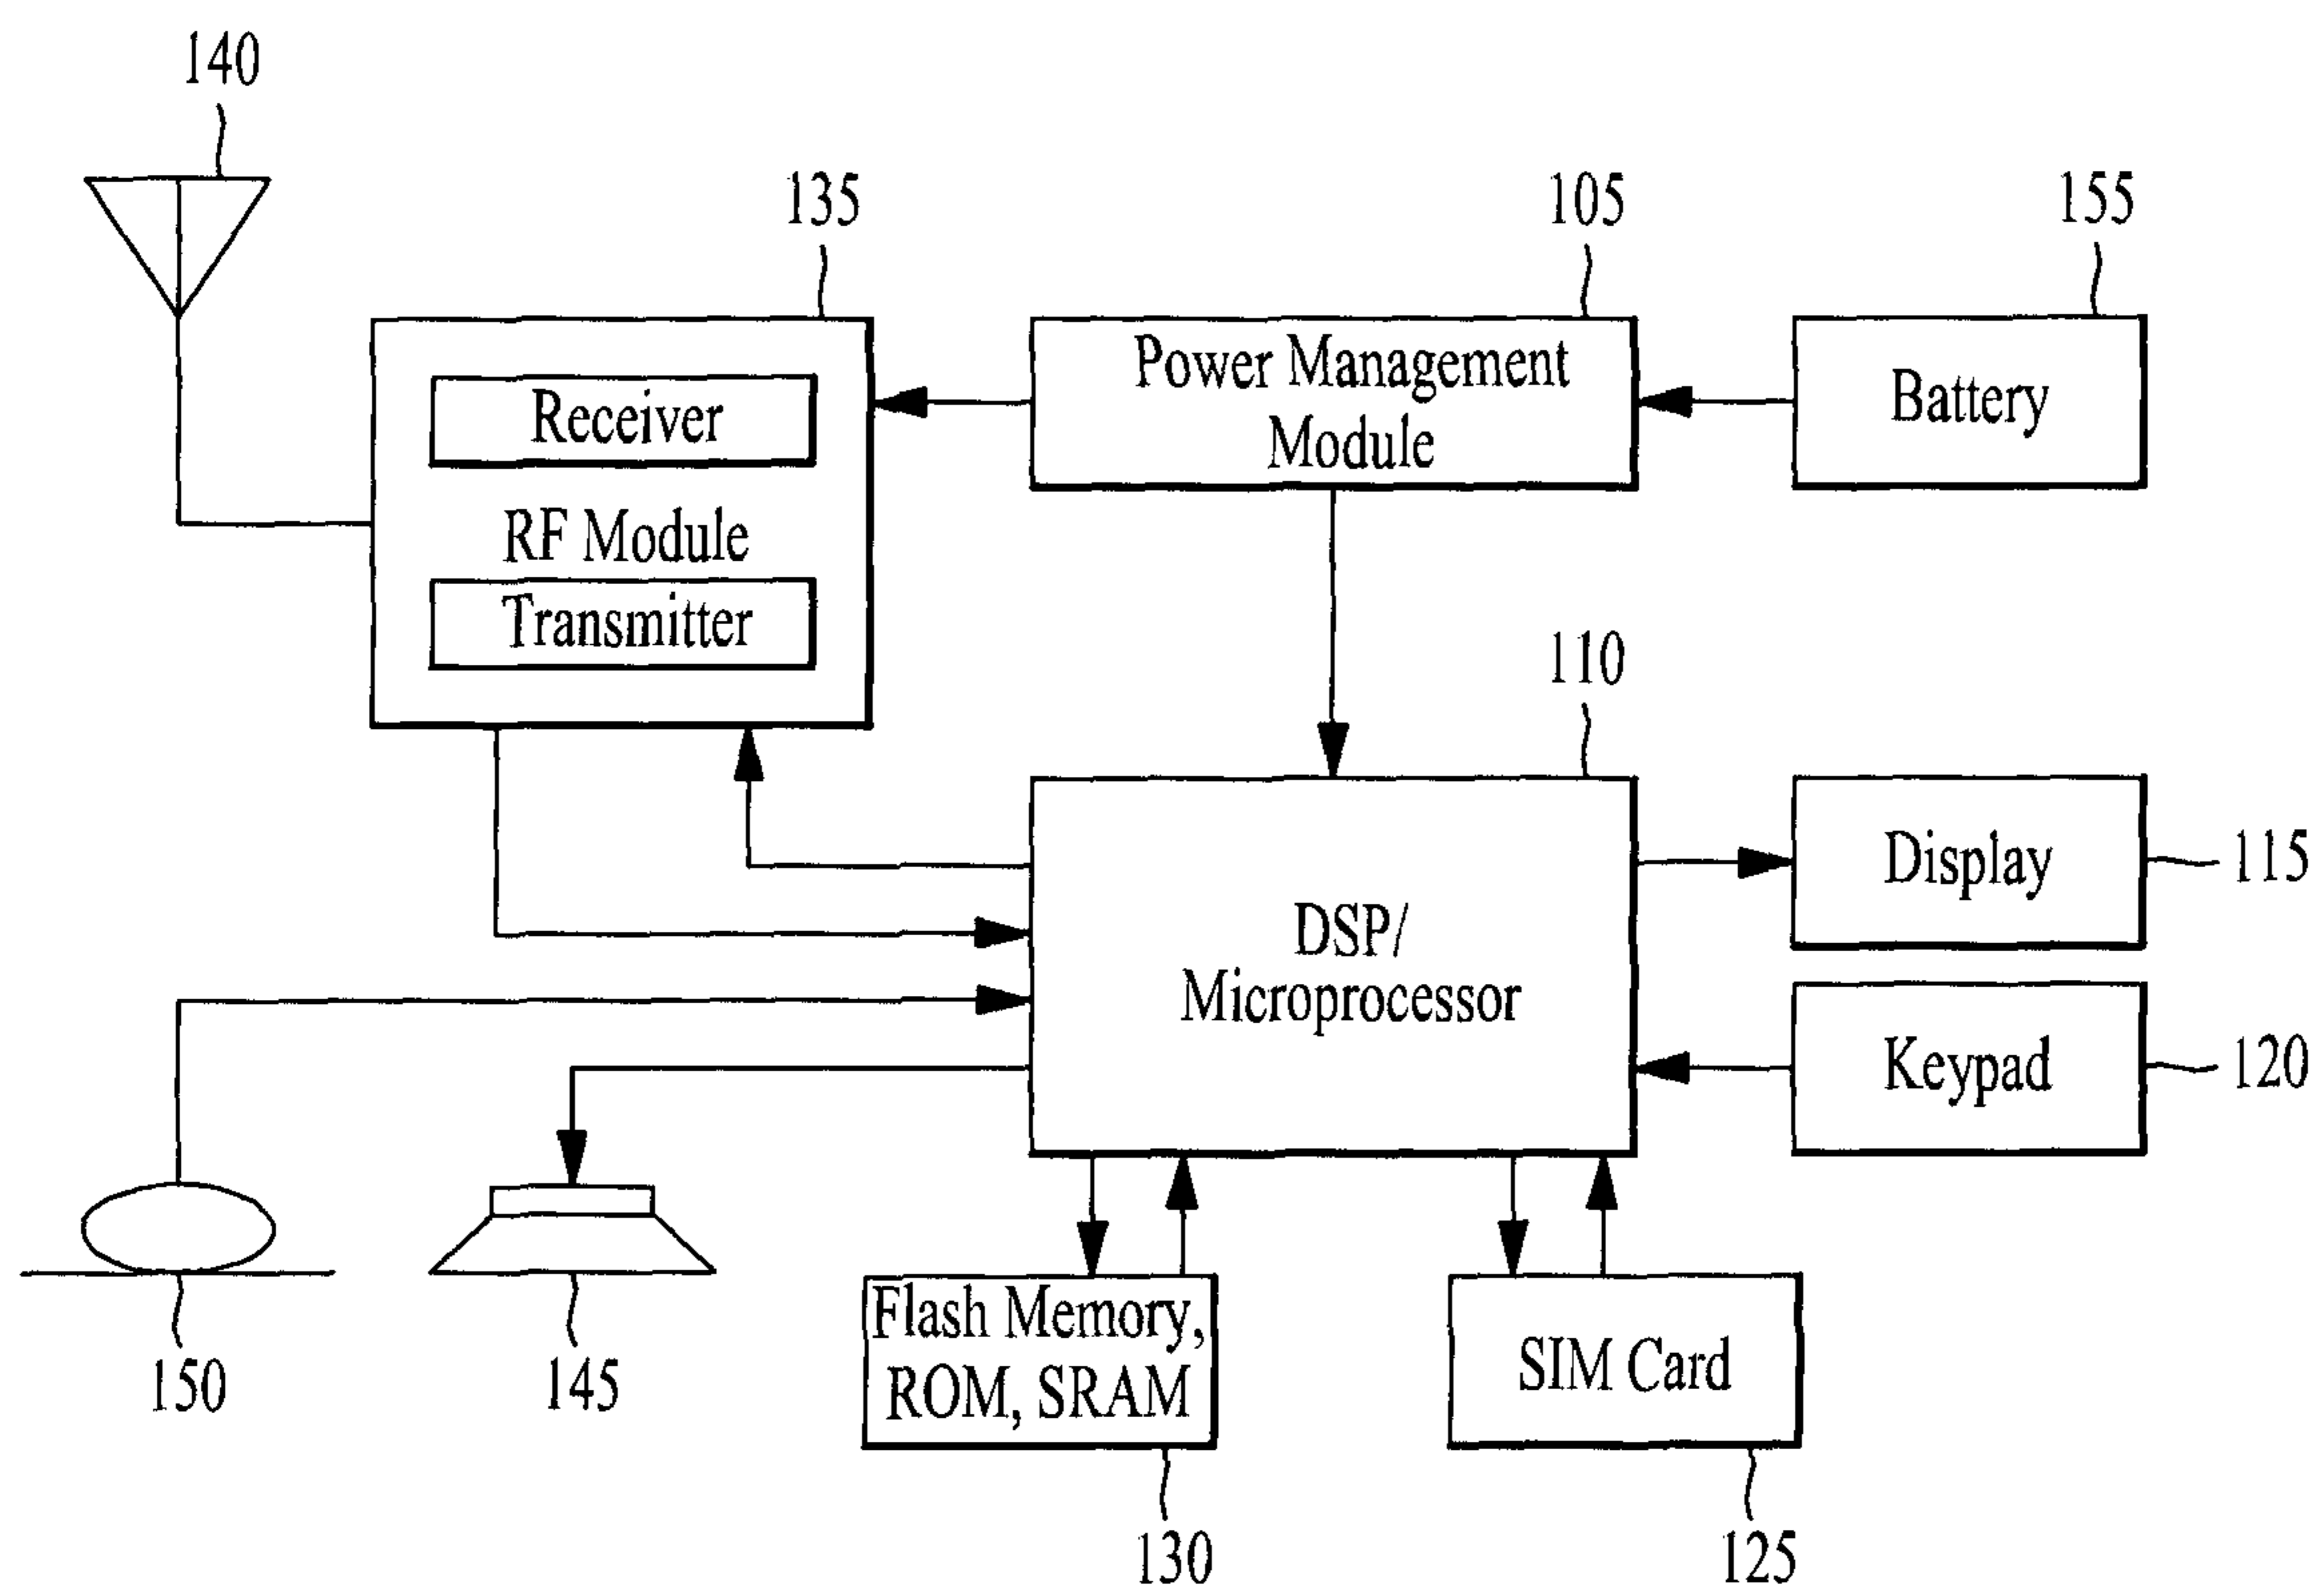 140
135
105
155
Receiver
RF Module
Transmitter
Power Management
Module
Battery
110
DSP/
Microprocessor
Display
115
Keypad
120
150
145
Flash Memory,
ROM, SRAM
SIM Card
130
125